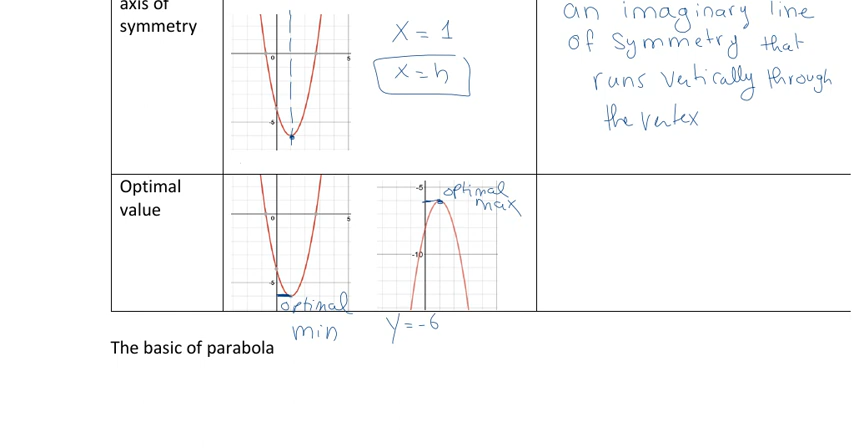 axis of
symmetry
0
5
-5
x = 1
x = h
an imaginary line
of symmetry that
runs vertically through
the vertex
Optimal
value
0
5
-5
optimal
min
-5
-10
optimal
max
y = -6
The basic of parabola